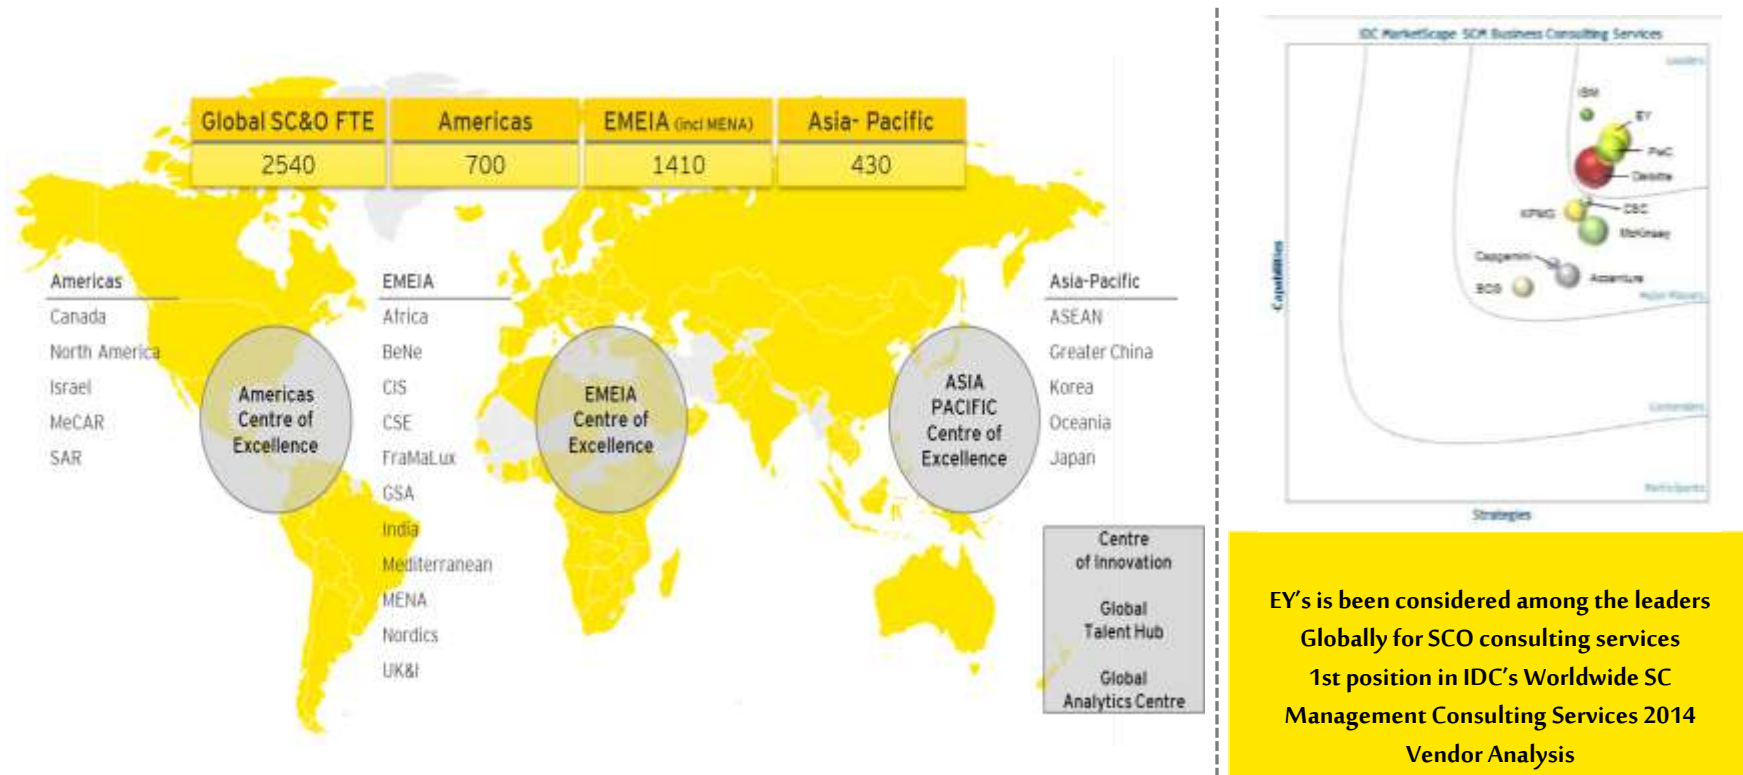 Global SC&O FTE Americas EMEIA (incl MENA) Asia- Pacific
2540 700 1410 430
Americas
Canada
North America
Israel
MeCAR
SAR
Americas
Centre of
Excellence
EMEIA
Africa
BeNe
CIS
CSE
FraMaLux
GSA
India
Mediterranean
MENA
Nordics
UK&I
EMEIA
Centre of
Excellence
ASIA
PACIFIC
Centre of
Excellence
Asia-Pacific
ASEAN
Greater China
Korea
Oceania
Japan
Centre
of Innovation
Global
Talent Hub
Global
Analytics Centre
IDC MarketScape SCM Business Consulting Services
Leaders
IBM
EY
PwC
Deloitte
CSC
KPMG
McKinsey
Capgemini
Accenture
BCG
Major Players
Contenders
Participants
Capabilities
Strategies
EY's is been considered among the leaders
Globally for SCO consulting services
1st position in IDC's Worldwide SC
Management Consulting Services 2014
Vendor Analysis